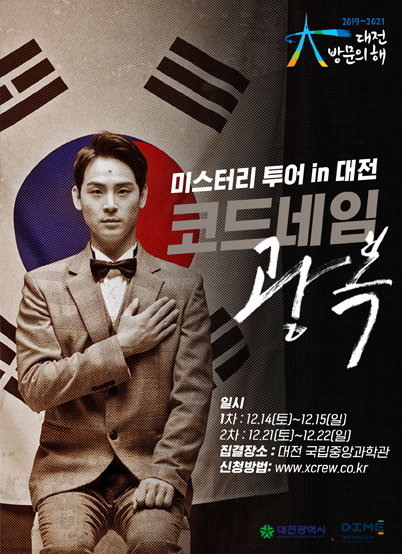 2019~2021
대전
방문의 해
미스터리 투어 in 대전
코드네임
광복
일시
1차 : 12.14(토)~12.15(일)
2차 : 12.21(토)~12.22(일)
집결장소 : 대전 국립중앙과학관
신청방법: www.xcrew.co.kr
대전광역시
DIME